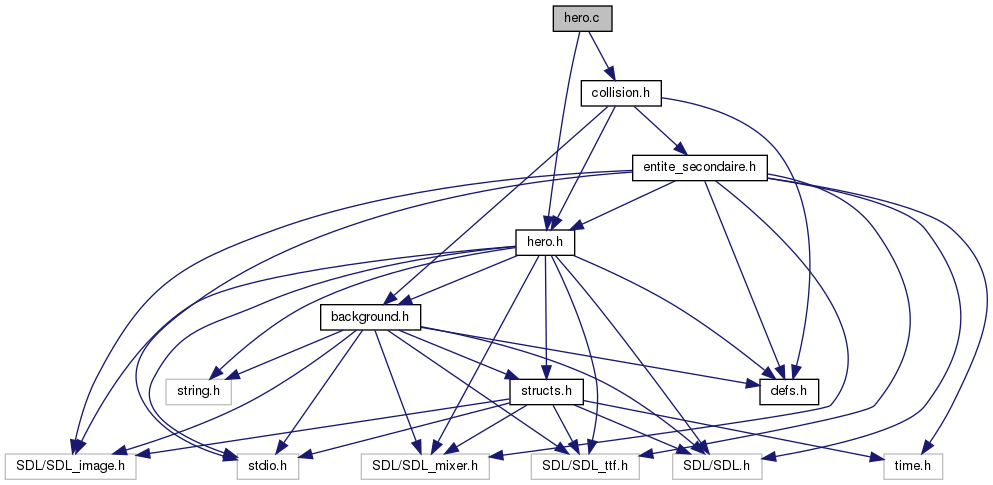 hero.c
collision.h
entite_secondaire.h
hero.h
background.h
string.h
structs.h
defs.h
SDL/SDL_image.h
stdio.h
SDL/SDL_mixer.h
SDL/SDL_ttf.h
SDL/SDL.h
time.h